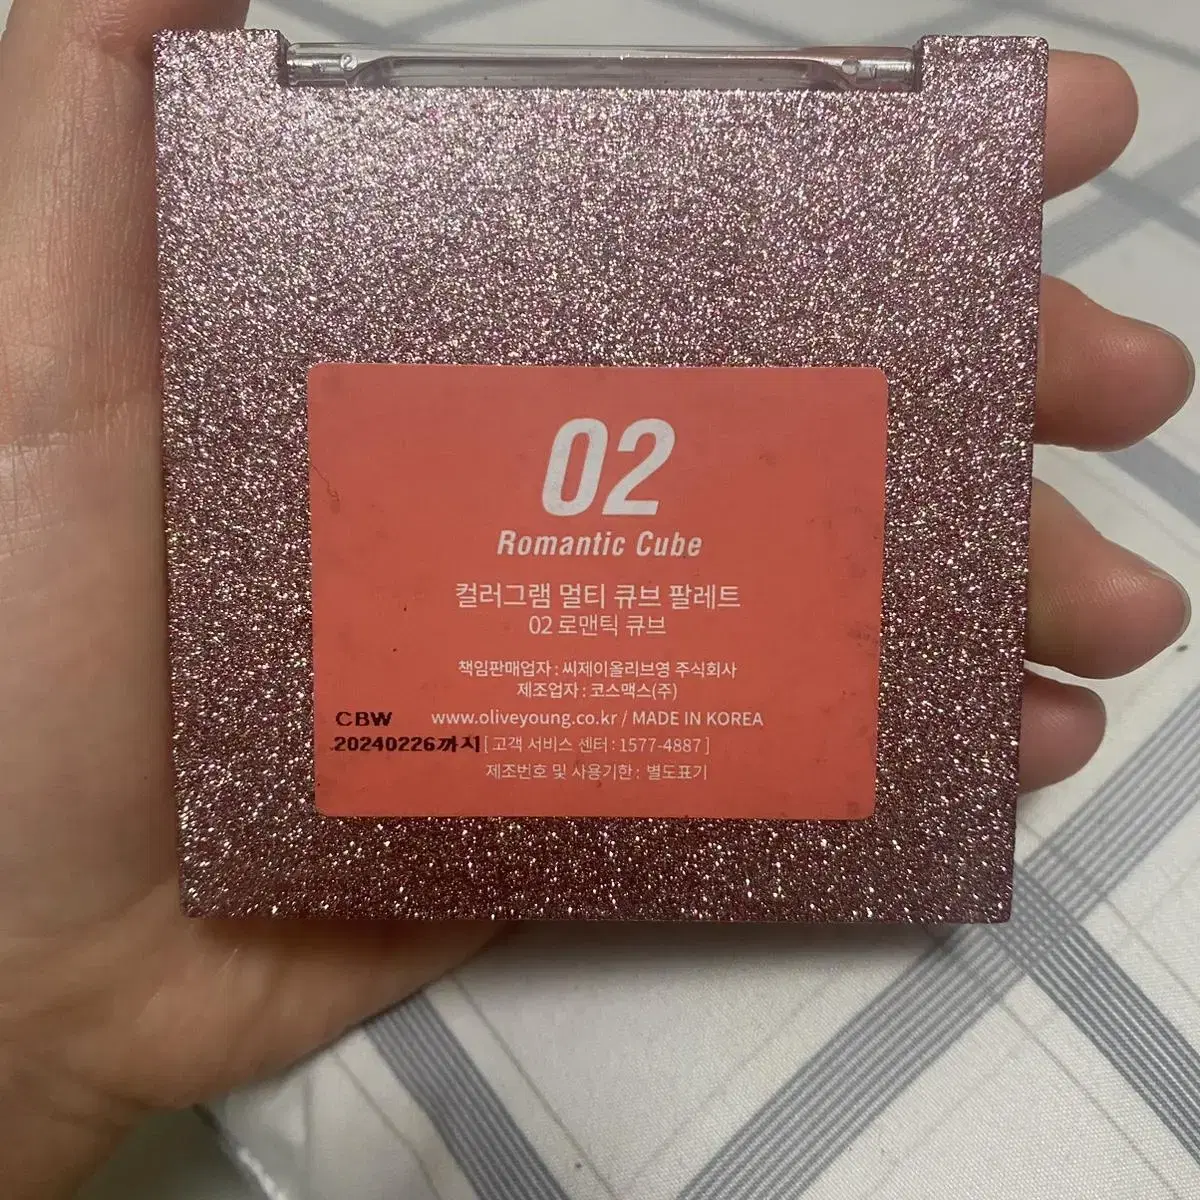 02
Romantic Cube
컬러그램 멀티 큐브 팔레트
02 로맨틱 큐브
책임판매업자 : 씨제이올리브영 주식회사
제조업자 : 코스맥스(주)
CBW
www.oliveyoung.co.kr / MADE IN KOREA
20240226까지
[ 고객 서비스 센터 : 1577-4887 ]
제조번호 및 사용기한 : 별도표기